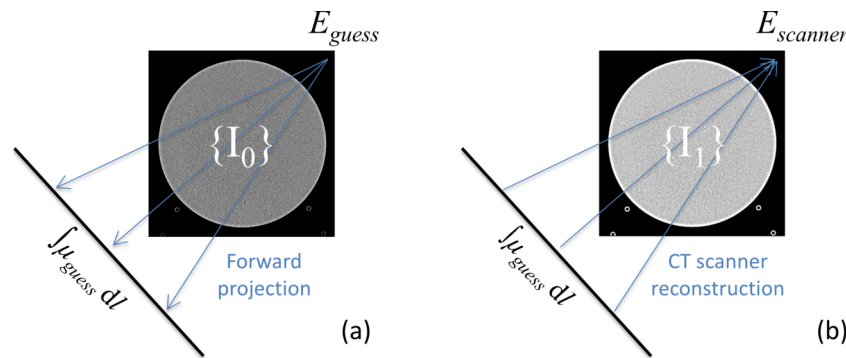 E_guess
{I_0}
∫μ_guess dl
Forward
projection
(a)
E_scanner
{I_1}
∫μ_guess dl
CT scanner
reconstruction
(b)